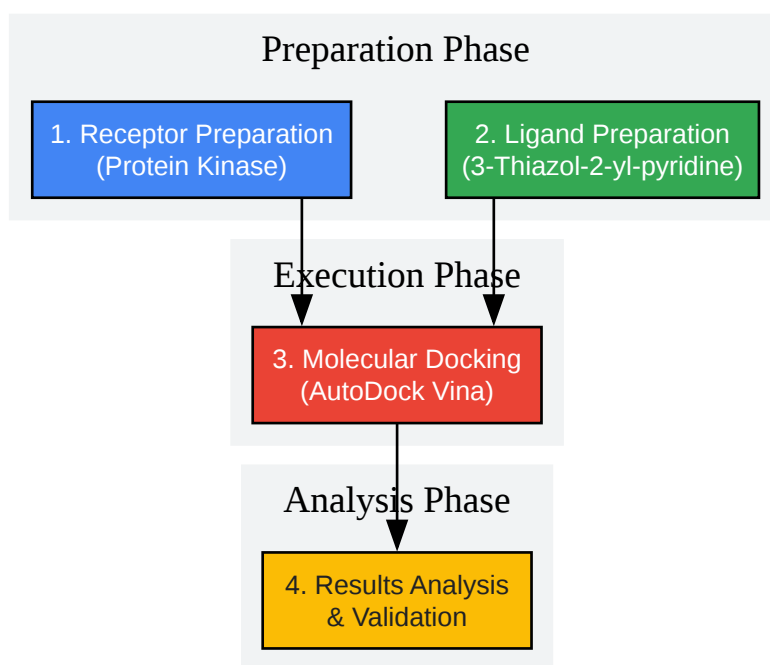 Preparation Phase
1. Receptor Preparation
(Protein Kinase)
2. Ligand Preparation
(3-Thiazol-2-yl-pyridine)
Execution Phase
3. Molecular Docking
(AutoDock Vina)
Analysis Phase
4. Results Analysis
& Validation